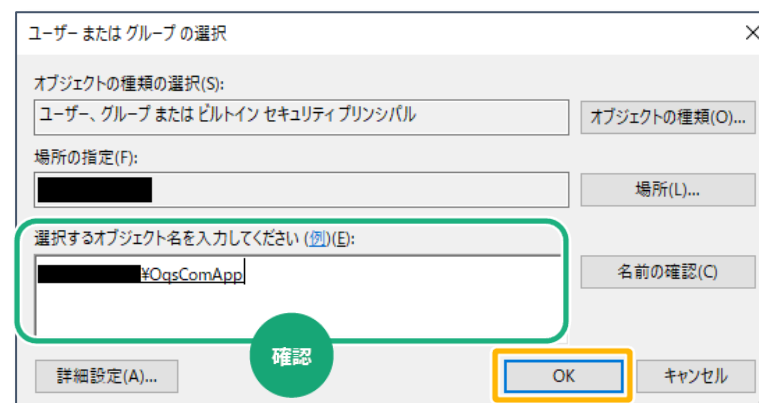 ユーザー または グループ の選択
オブジェクトの種類の選択(S):
ユーザー、グループ または ビルトイン セキュリティ プリンシパル
オブジェクトの種類(O)...
場所の指定(F):
場所(L)...
選択するオブジェクト名を入力してください (例)(E):
¥OqsComApp
名前の確認(C)
確認
詳細設定(A)...
OK
キャンセル